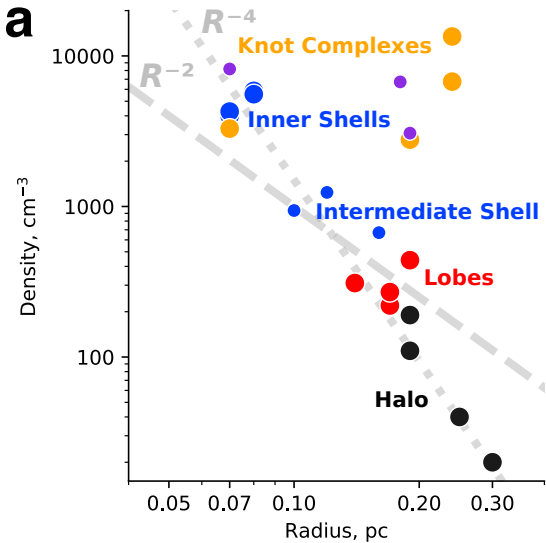 a
R⁻⁴
Knot Complexes
R⁻²
Inner Shells
Intermediate Shell
Lobes
Halo
10000
1000
100
Density, cm⁻³
0.05 0.07 0.10 0.20 0.30
Radius, pc